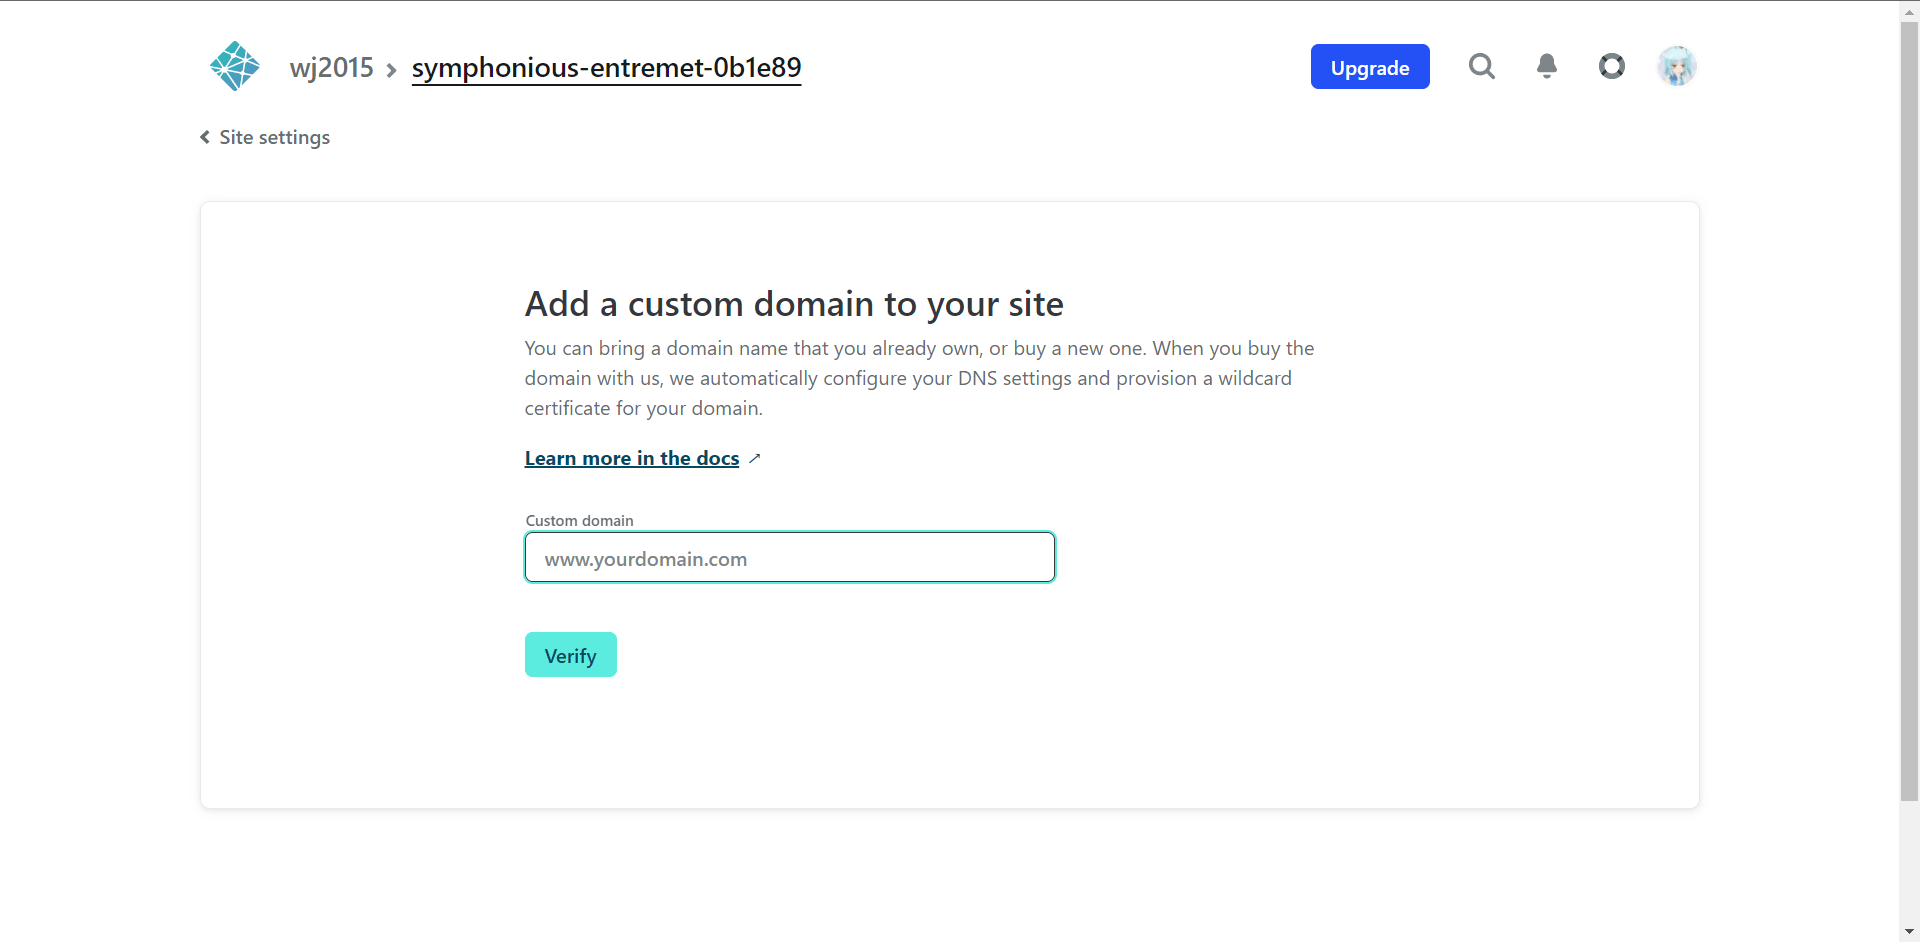 wj2015 > symphonious-entremet-0b1e89
Upgrade
Site settings
Add a custom domain to your site
You can bring a domain name that you already own, or buy a new one. When you buy the
domain with us, we automatically configure your DNS settings and provision a wildcard
certificate for your domain.
Learn more in the docs
Custom domain
www.yourdomain.com
Verify